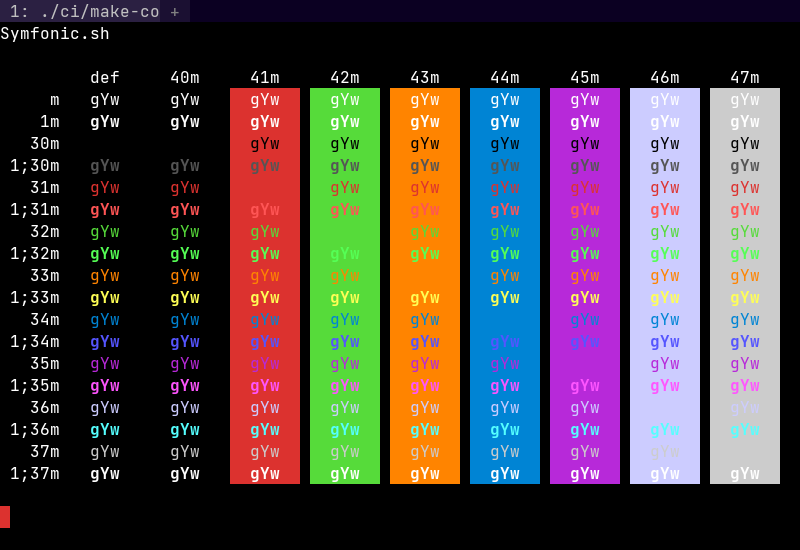 1: ./ci/make-co +
Symfonic.sh
def 40m 41m 42m 43m 44m 45m 46m 47m
m gYw gYw gYw gYw gYw gYw gYw gYw gYw
1m gYw gYw gYw gYw gYw gYw gYw gYw gYw
30m gYw gYw gYw gYw gYw gYw gYw
1;30m gYw gYw gYw gYw gYw gYw gYw gYw gYw
31m gYw gYw gYw gYw gYw gYw gYw gYw
1;31m gYw gYw gYw gYw gYw gYw gYw gYw gYw
32m gYw gYw gYw gYw gYw gYw gYw gYw
1;32m gYw gYw gYw gYw gYw gYw gYw gYw gYw
33m gYw gYw gYw gYw gYw gYw gYw gYw
1;33m gYw gYw gYw gYw gYw gYw gYw gYw gYw
34m gYw gYw gYw gYw gYw gYw gYw gYw
1;34m gYw gYw gYw gYw gYw gYw gYw gYw gYw
35m gYw gYw gYw gYw gYw gYw gYw gYw
1;35m gYw gYw gYw gYw gYw gYw gYw gYw gYw
36m gYw gYw gYw gYw gYw gYw gYw gYw
1;36m gYw gYw gYw gYw gYw gYw gYw gYw gYw
37m gYw gYw gYw gYw gYw gYw gYw gYw
1;37m gYw gYw gYw gYw gYw gYw gYw gYw gYw